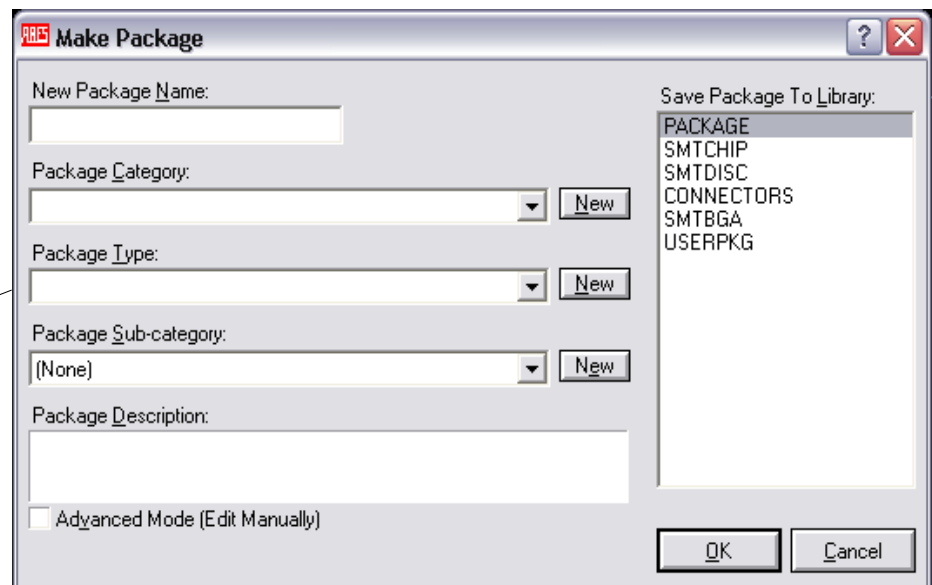 ARES Make Package
New Package Name:
Package Category:
New
Package Type:
New
Package Sub-category:
(None)
New
Package Description:
Advanced Mode (Edit Manually)
Save Package To Library:
PACKAGE
SMTCHIP
SMTDISC
CONNECTORS
SMTBGA
USERPKG
OK
Cancel